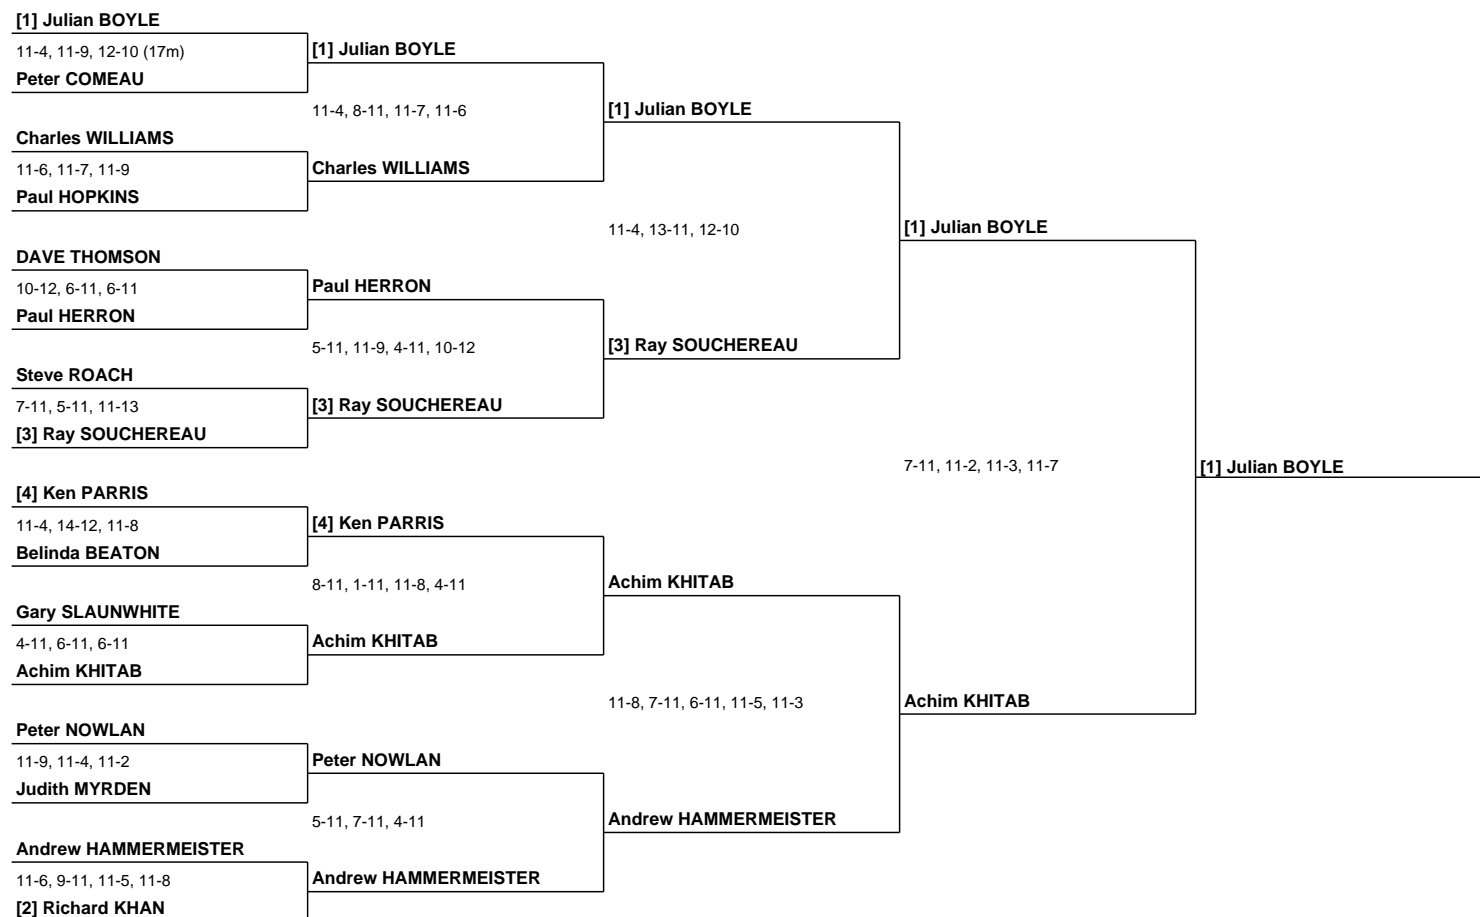 [1] Julian BOYLE
11-4, 11-9, 12-10 (17m)
Peter COMEAU
Charles WILLIAMS
11-6, 11-7, 11-9
Paul HOPKINS
DAVE THOMSON
10-12, 6-11, 6-11
Paul HERRON
Steve ROACH
7-11, 5-11, 11-13
[3] Ray SOUCHEREAU
[4] Ken PARRIS
11-4, 14-12, 11-8
Belinda BEATON
Gary SLAUNWHITE
4-11, 6-11, 6-11
Achim KHITAB
Peter NOWLAN
11-9, 11-4, 11-2
Judith MYRDEN
Andrew HAMMERMEISTER
11-6, 9-11, 11-5, 11-8
[2] Richard KHAN
[1] Julian BOYLE
11-4, 8-11, 11-7, 11-6
Charles WILLIAMS
Paul HERRON
5-11, 11-9, 4-11, 10-12
[3] Ray SOUCHEREAU
[4] Ken PARRIS
8-11, 1-11, 11-8, 4-11
Achim KHITAB
Peter NOWLAN
5-11, 7-11, 4-11
Andrew HAMMERMEISTER
[1] Julian BOYLE
11-4, 13-11, 12-10
[3] Ray SOUCHEREAU
Achim KHITAB
11-8, 7-11, 6-11, 11-5, 11-3
Andrew HAMMERMEISTER
[1] Julian BOYLE
7-11, 11-2, 11-3, 11-7
Achim KHITAB
[1] Julian BOYLE